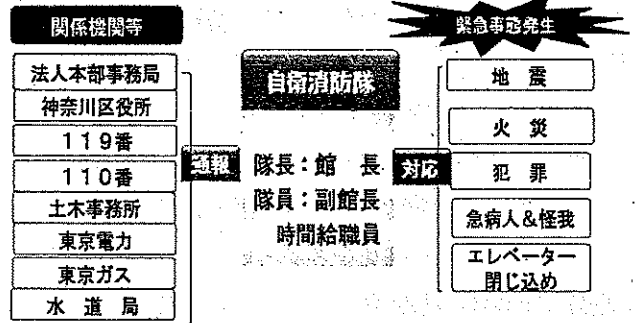 関係機関等
法人本部事務局
神奈川区役所
119番
110番
土木事務所
東京電力
東京ガス
水道局
通報
自衛消防隊
隊長:館 長
隊員:副館長
時間給職員
対応
緊急事態発生
地 震
火 災
犯 罪
急病人&怪我
エレベーター
閉じ込め